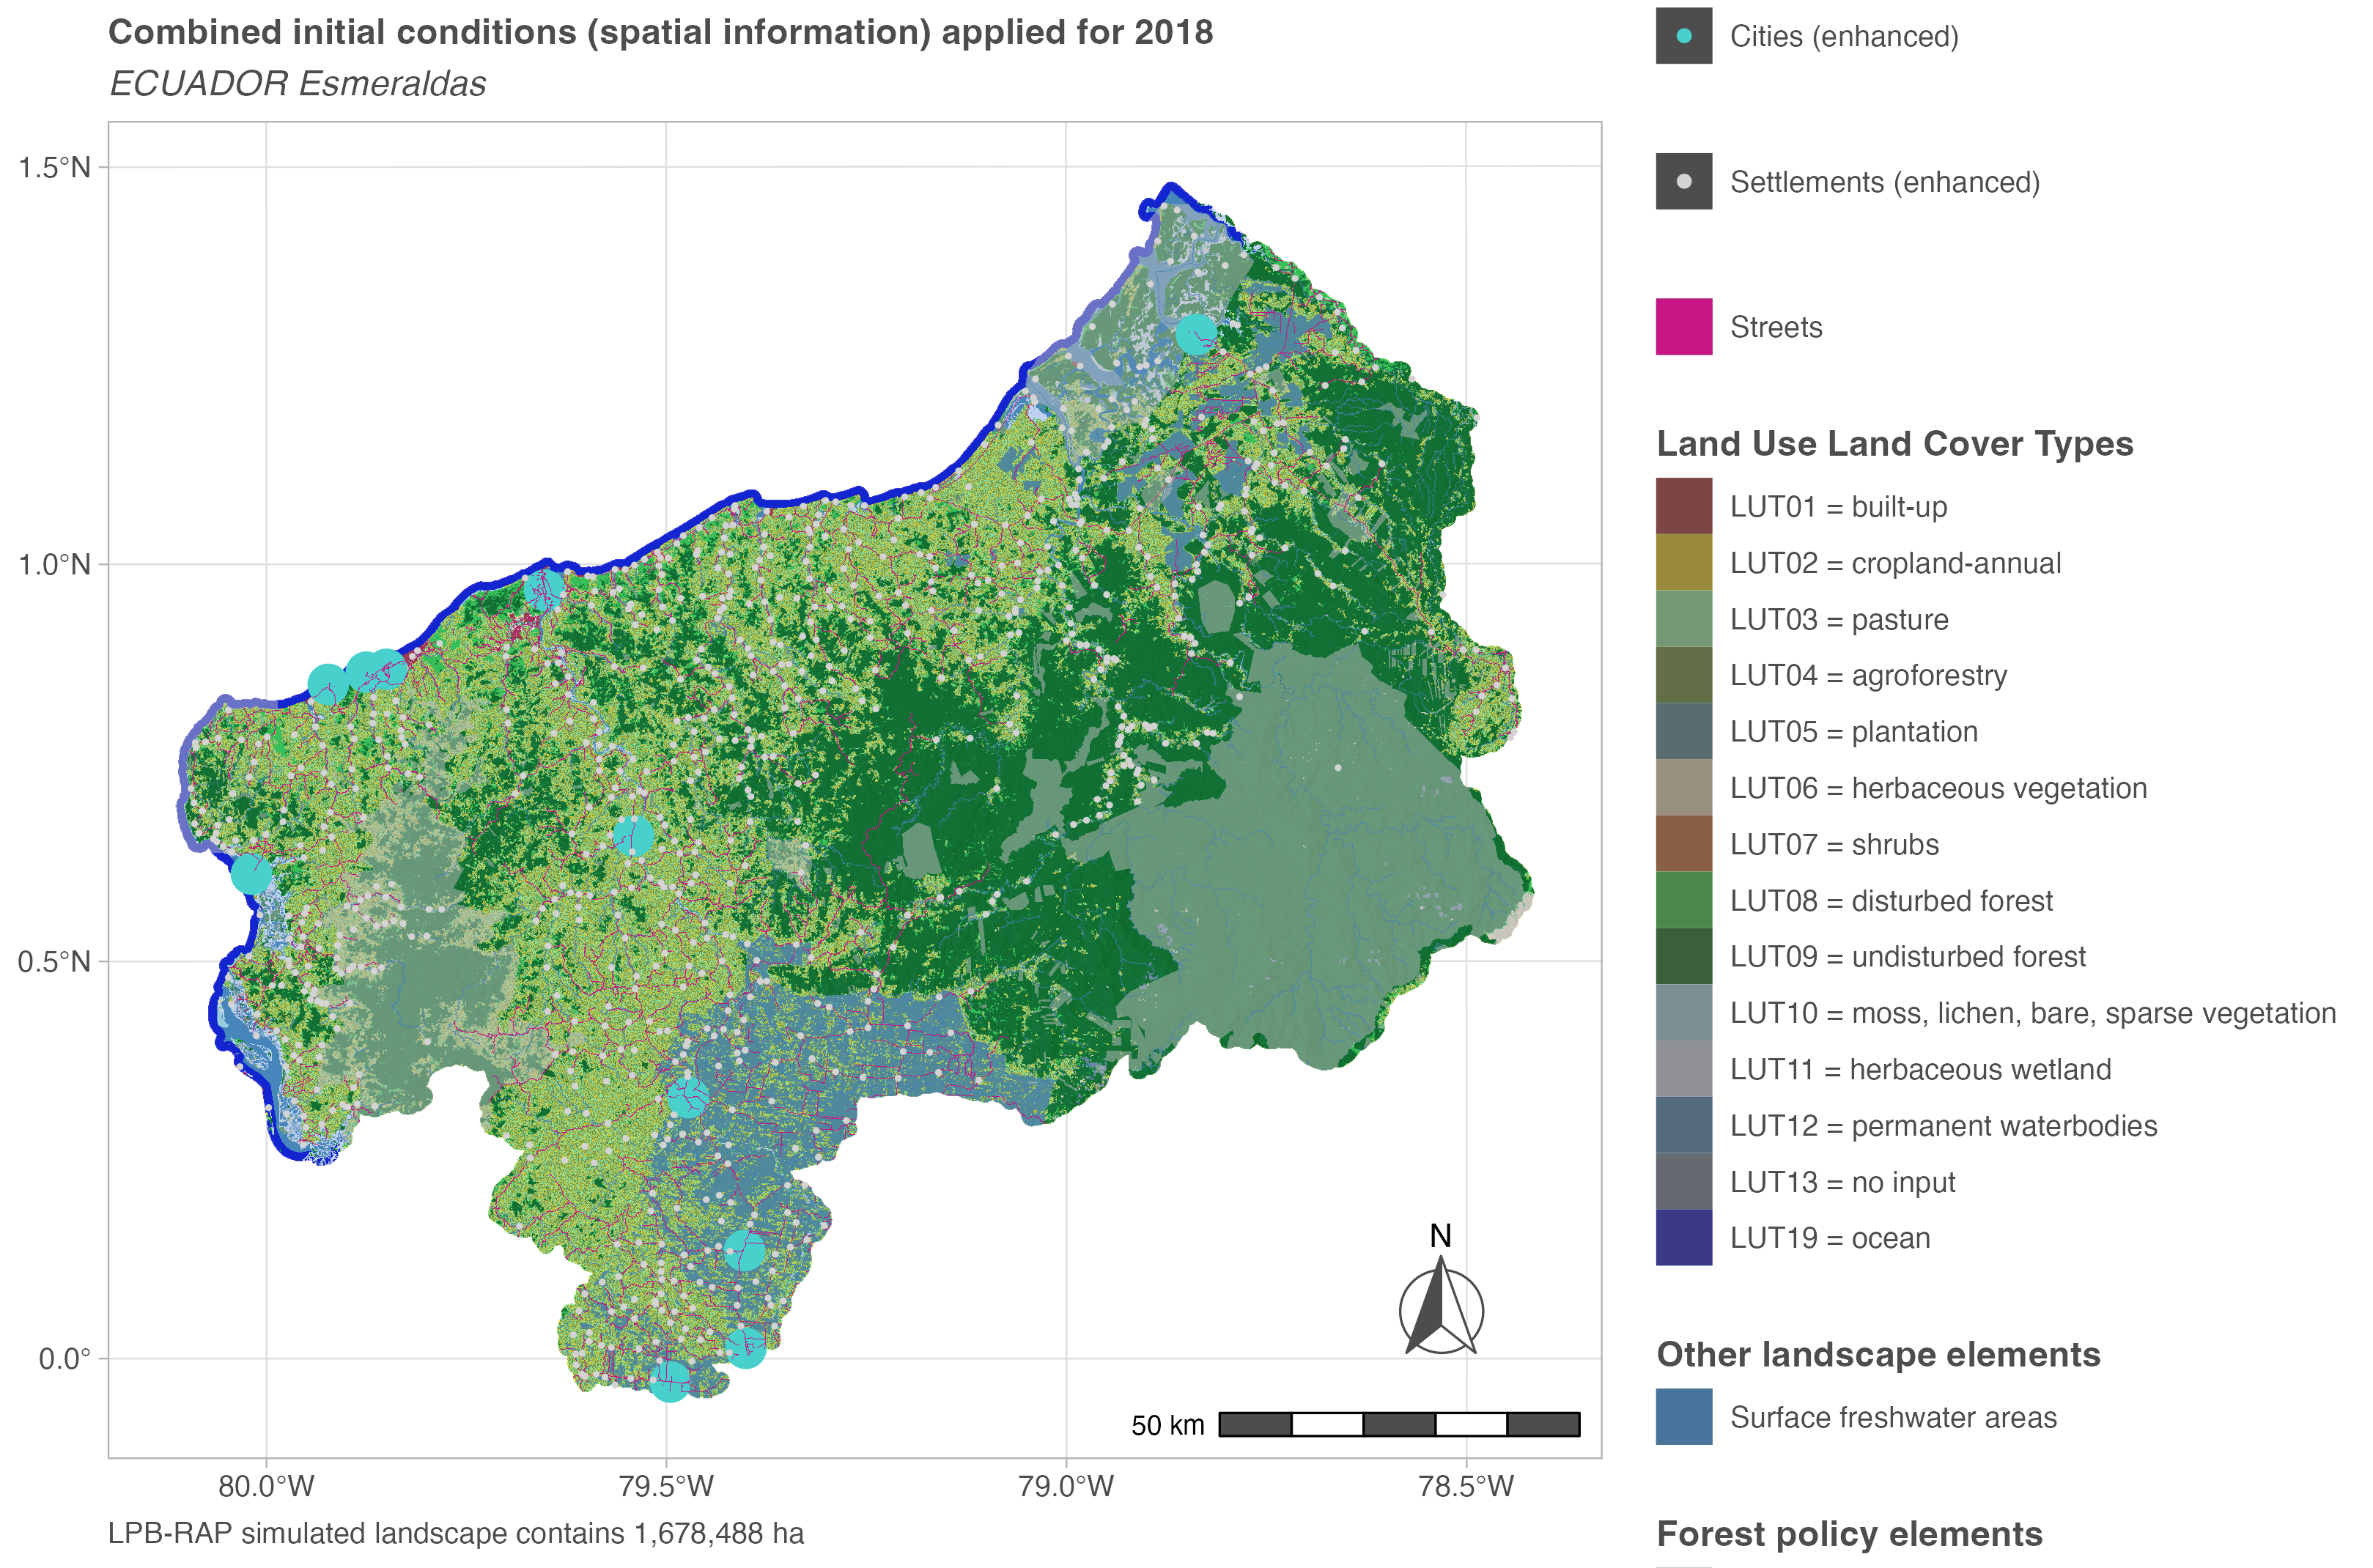 Combined initial conditions (spatial information) applied for 2018
ECUADOR Esmeraldas
1.5°N
1.0°N
0.5°N
0.0°
80.0°W
79.5°W
79.0°W
78.5°W
N
50 km
LPB-RAP simulated landscape contains 1,678,488 ha
Cities (enhanced)
Settlements (enhanced)
Streets
Land Use Land Cover Types
LUT01 = built-up
LUT02 = cropland-annual
LUT03 = pasture
LUT04 = agroforestry
LUT05 = plantation
LUT06 = herbaceous vegetation
LUT07 = shrubs
LUT08 = disturbed forest
LUT09 = undisturbed forest
LUT10 = moss, lichen, bare, sparse vegetation
LUT11 = herbaceous wetland
LUT12 = permanent waterbodies
LUT13 = no input
LUT19 = ocean
Other landscape elements
Surface freshwater areas
Forest policy elements